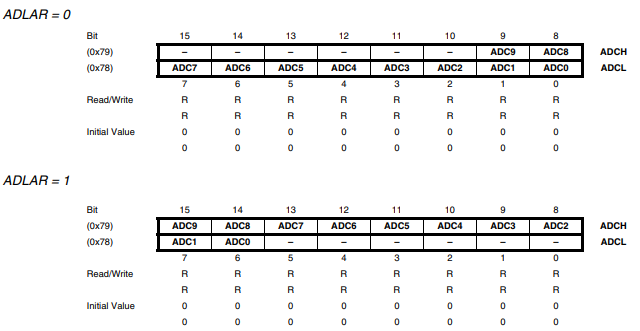 ADLAR = 0
Bit 15 14 13 12 11 10 9 8
(0x79) – – – – – – ADC9 ADC8 ADCH
(0x78) ADC7 ADC6 ADC5 ADC4 ADC3 ADC2 ADC1 ADC0 ADCL
7 6 5 4 3 2 1 0
Read/Write R R R R R R R R
R R R R R R R R
Initial Value 0 0 0 0 0 0 0 0
0 0 0 0 0 0 0 0
ADLAR = 1
Bit 15 14 13 12 11 10 9 8
(0x79) ADC9 ADC8 ADC7 ADC6 ADC5 ADC4 ADC3 ADC2 ADCH
(0x78) ADC1 ADC0 – – – – – – ADCL
7 6 5 4 3 2 1 0
Read/Write R R R R R R R R
R R R R R R R R
Initial Value 0 0 0 0 0 0 0 0
0 0 0 0 0 0 0 0